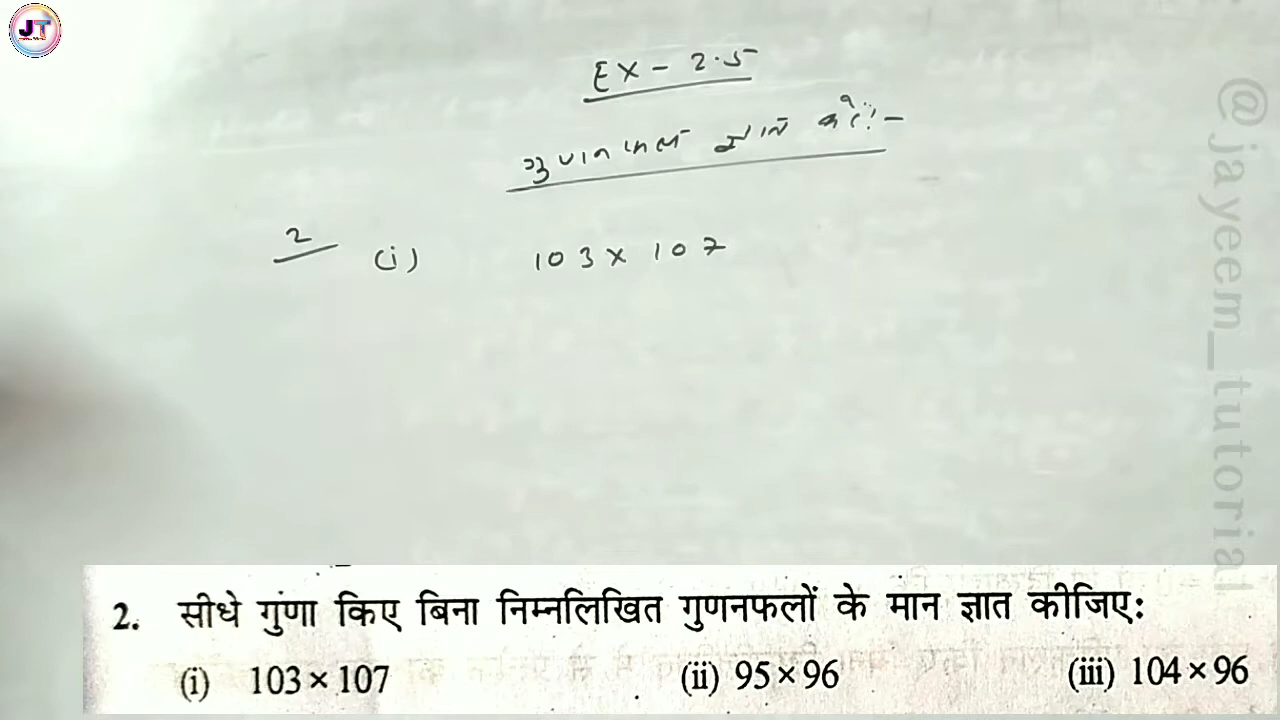 JT
EX - 2.5
गुणनफल ज्ञात करें:-
2 (i) 103 x 107
@jayeem_tutorial
2. सीधे गुंणा किए बिना निम्नलिखित गुणनफलों के मान ज्ञात कीजिए:
(i) 103 × 107 (ii) 95 × 96 (iii) 104 × 96